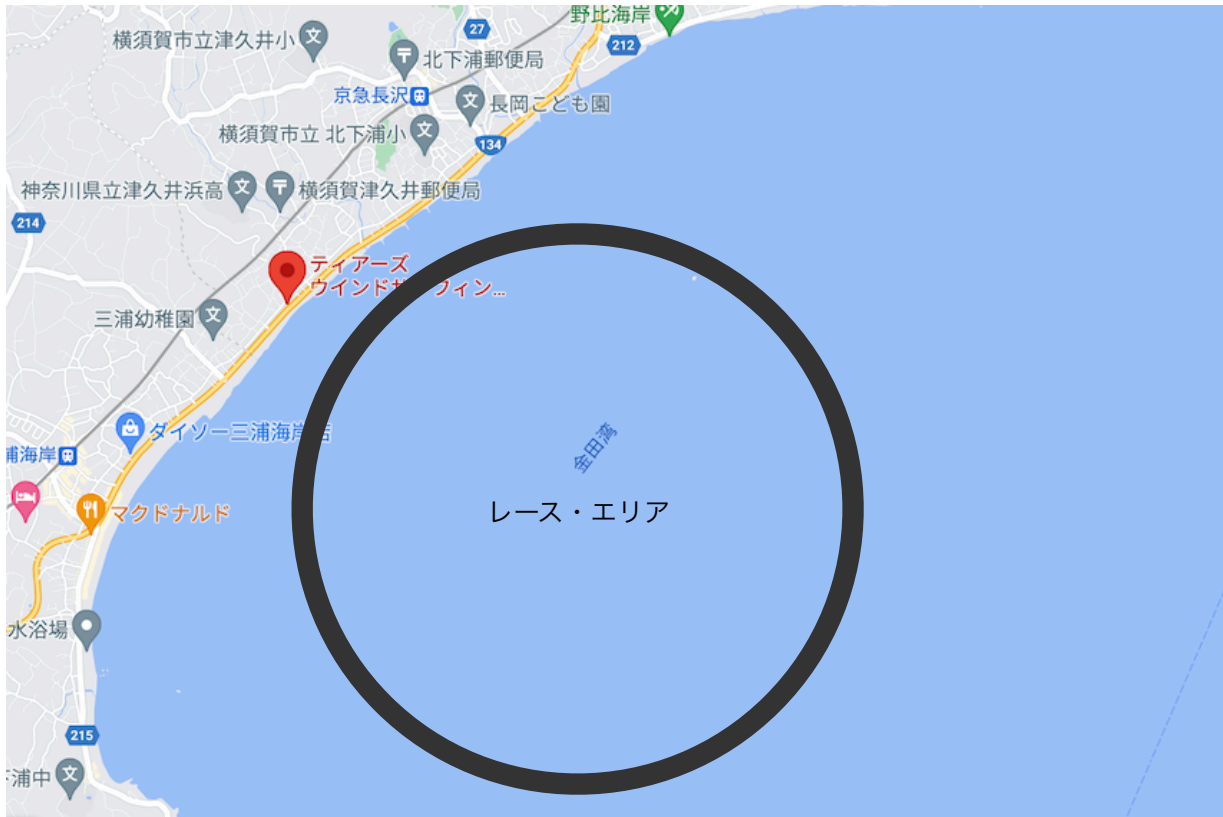 野比海岸
横須賀市立津久井小
27
212
北下浦郵便局
京急長沢
長岡こども園
横須賀市立 北下浦小
134
神奈川県立津久井浜高
横須賀津久井郵便局
214
ティアーズ
三浦幼稚園
金田湾
ダイソー三浦海岸
浦海岸
レース・エリア
マクドナルド
水浴場
215
浦中